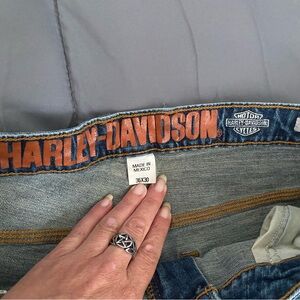 HARLEY-DAVIDSON
MOTOR
HARLEY-DAVIDSON
CYCLES
MADE IN
MEXICO
36X30